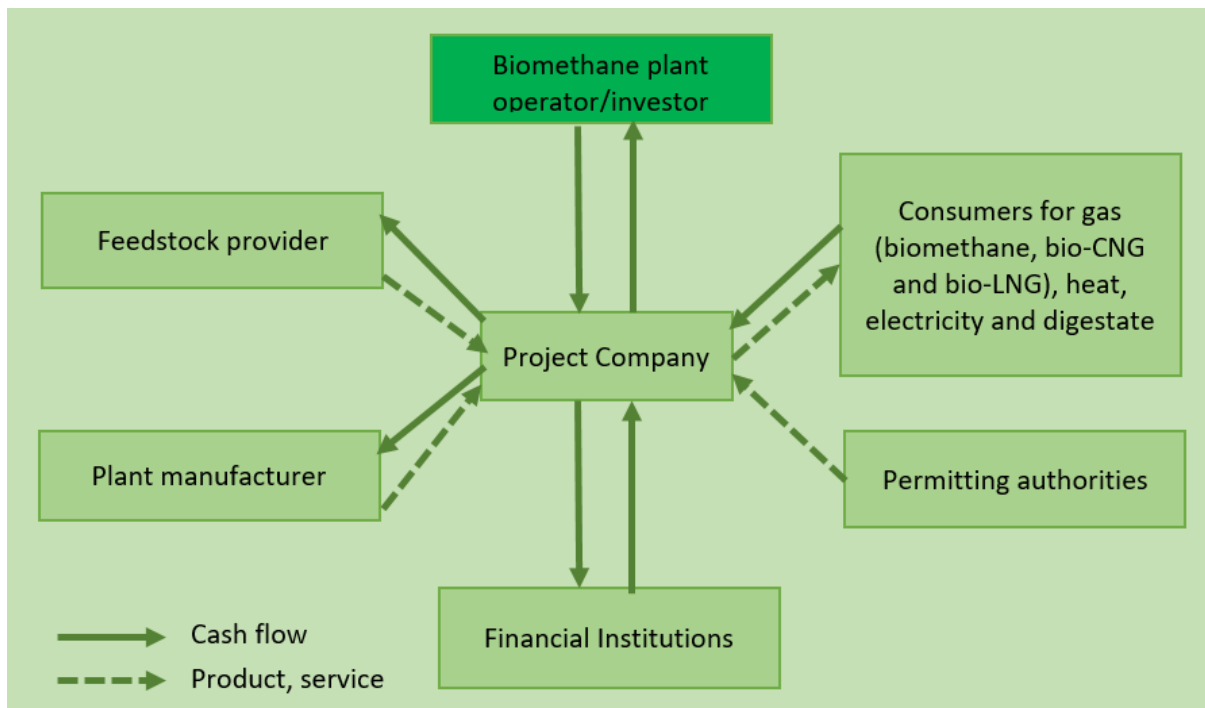 Biomethane plant
operator/investor
Feedstock provider
Consumers for gas
(biomethane, bio-CNG
and bio-LNG), heat,
electricity and digestate
Project Company
Plant manufacturer
Permitting authorities
Financial Institutions
Cash flow
Product, service